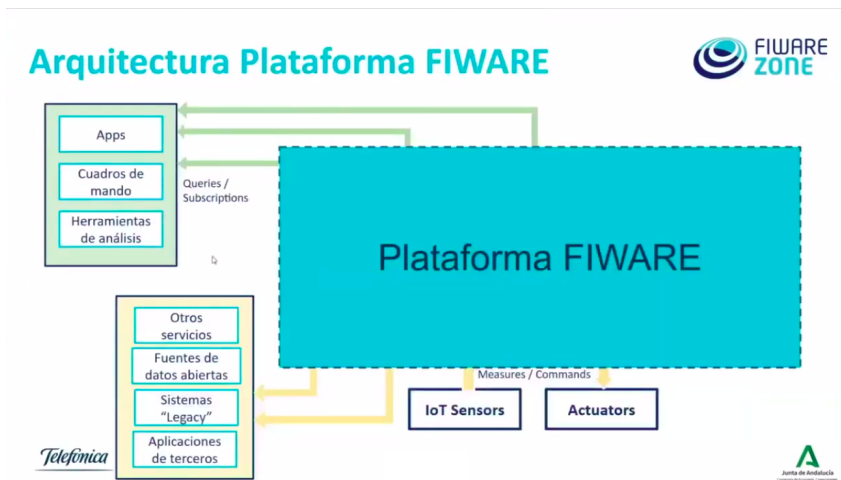 Arquitectura Plataforma FIWARE
FIWARE
ZONE
Apps
Cuadros de
mando
Herramientas
de análisis
Queries /
Subscriptions
Plataforma FIWARE
Otros
servicios
Fuentes de
datos abiertas
Sistemas
“Legacy”
Aplicaciones
de terceros
Measures / Commands
IoT Sensors
Actuators
Telefónica
Junta de Andalucía